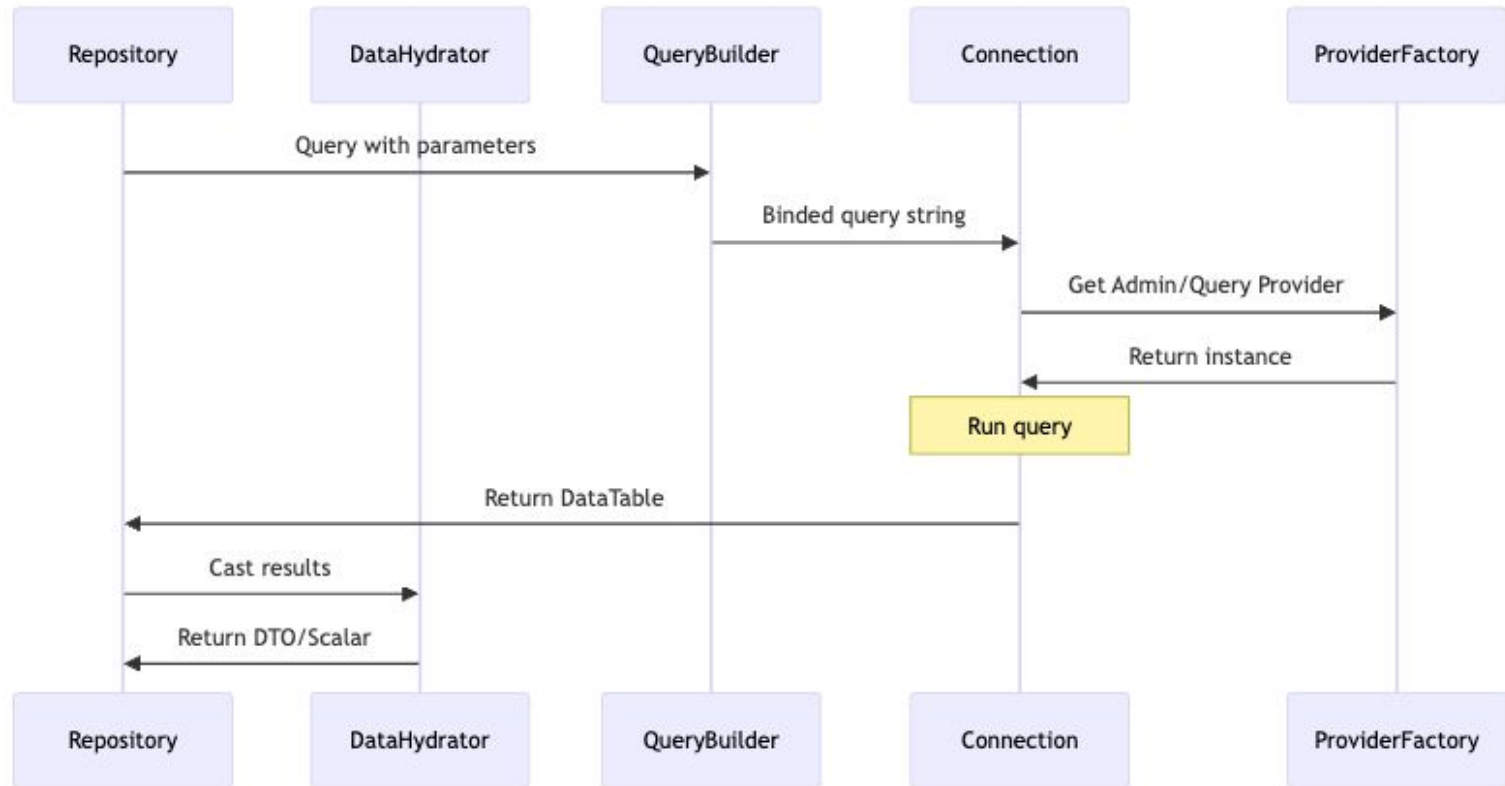 Repository DataHydrator QueryBuilder Connection ProviderFactory
Query with parameters
Binded query string
Get Admin/Query Provider
Return instance
Run query
Return DataTable
Cast results
Return DTO/Scalar
Repository DataHydrator QueryBuilder Connection ProviderFactory